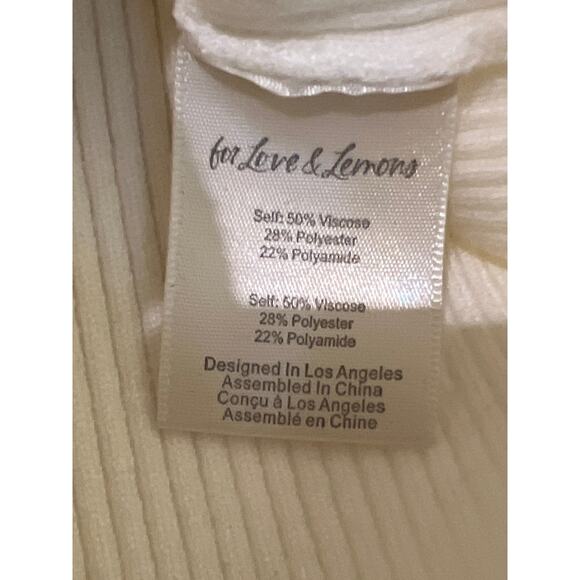 for Love & Lemons
Self: 50% Viscose
28% Polyester
22% Polyamide
Self: 50% Viscose
28% Polyester
22% Polyamide
Designed In Los Angeles
Assembled In China
Conçu à Los Angeles
Assemblé en Chine